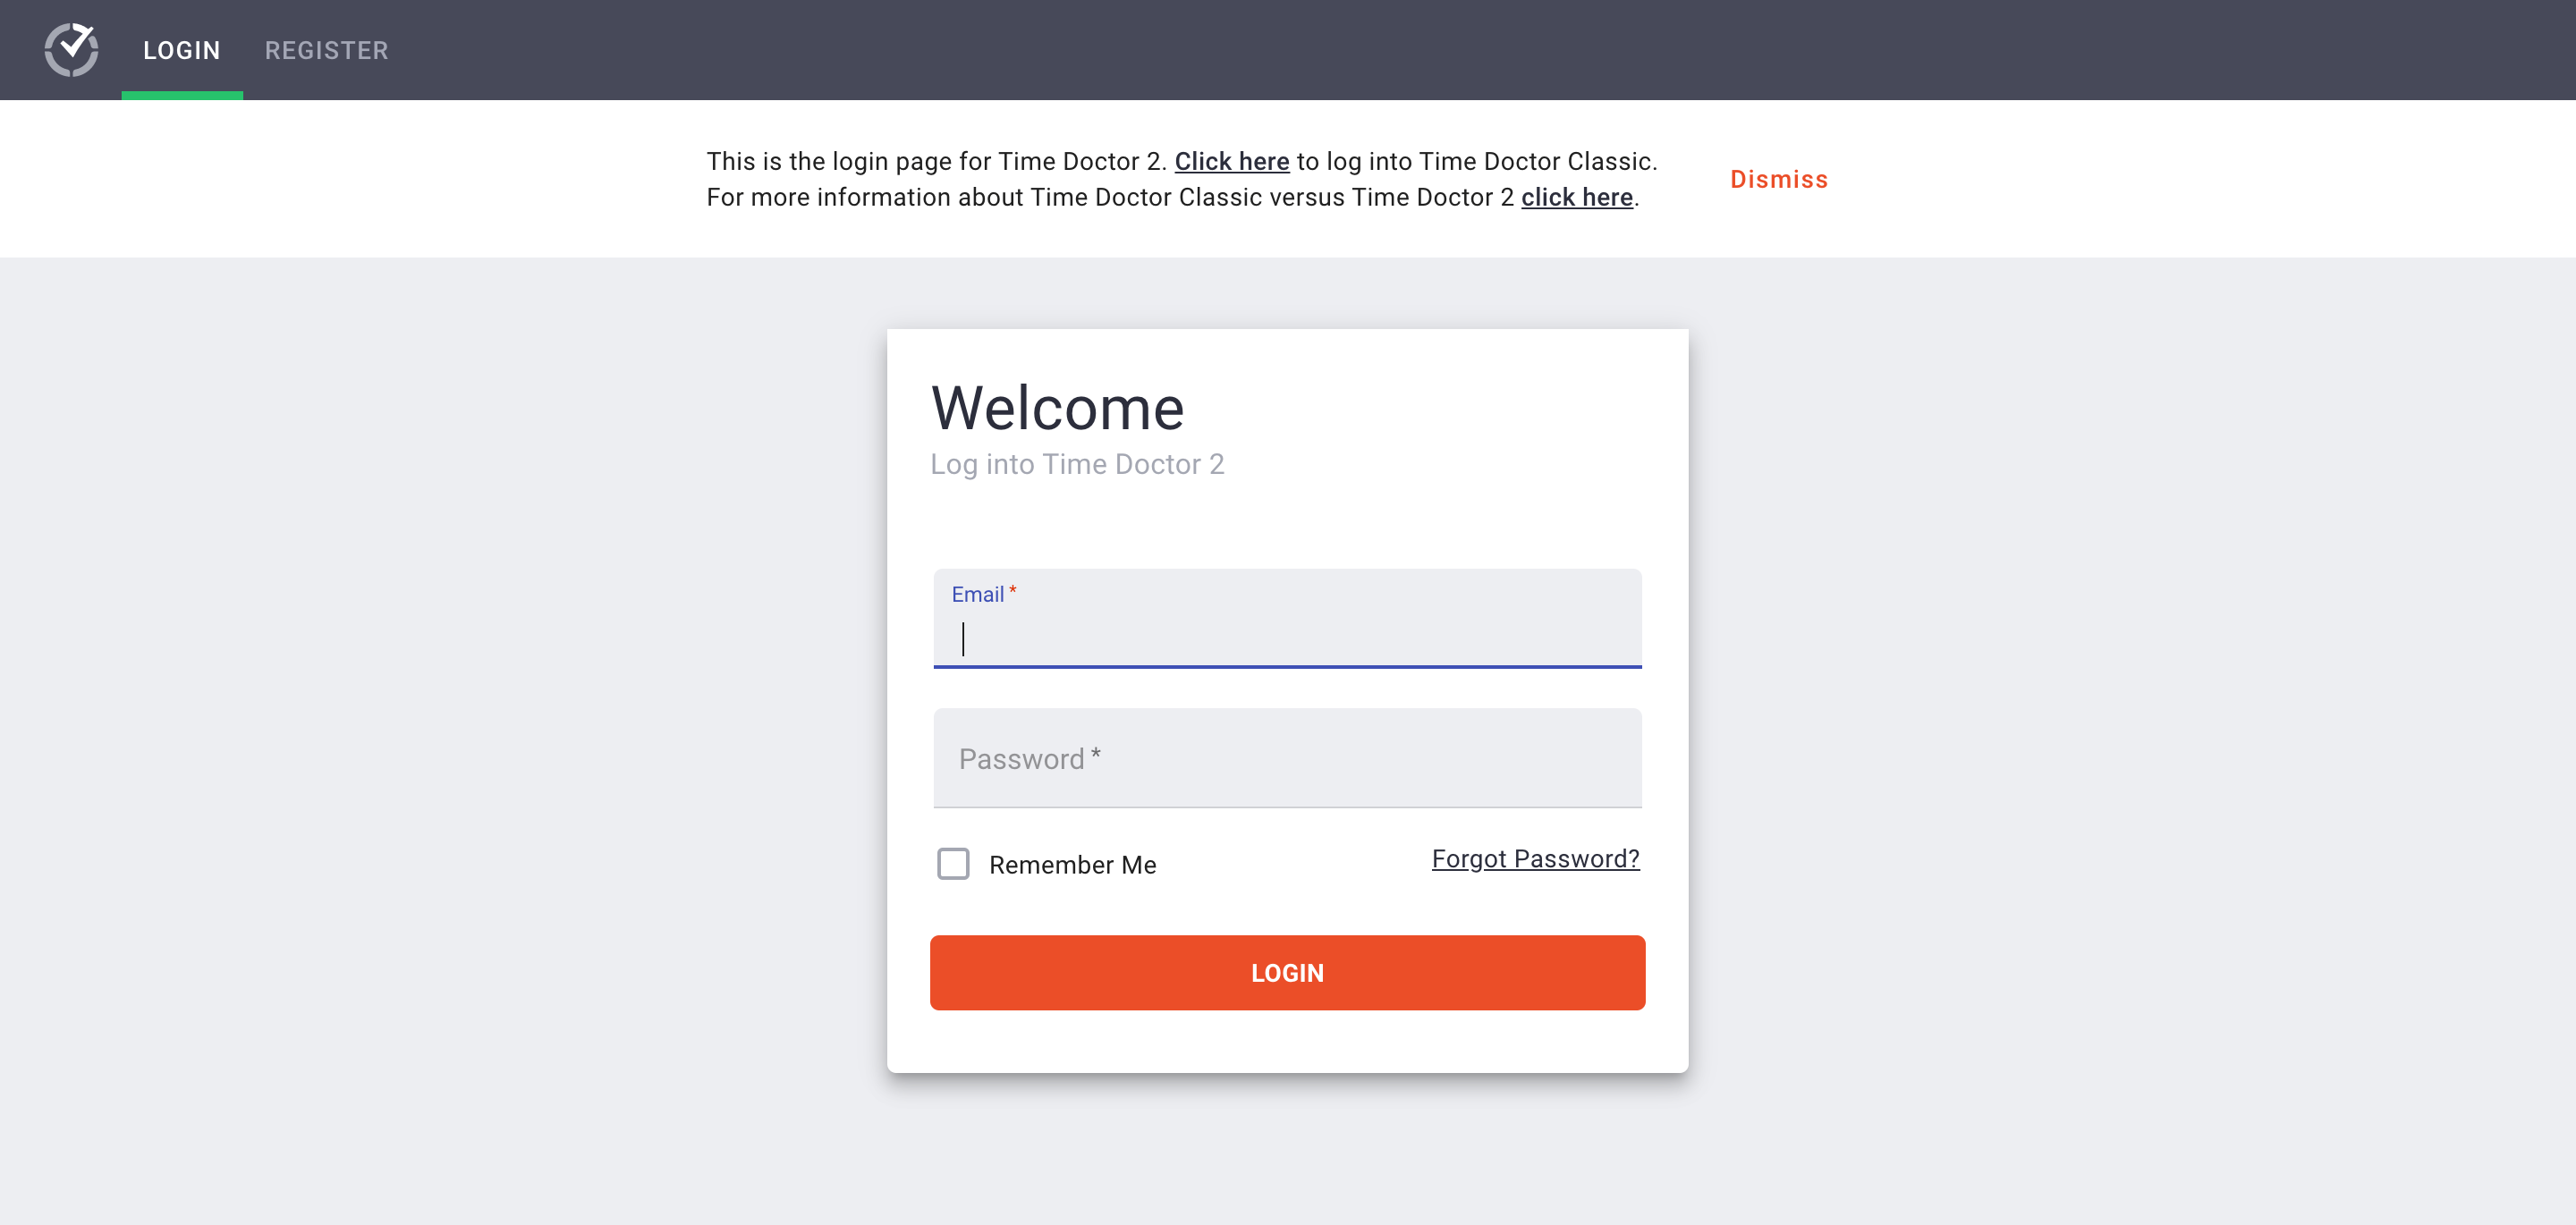 LOGIN REGISTER
This is the login page for Time Doctor 2. Click here to log into Time Doctor Classic.
For more information about Time Doctor Classic versus Time Doctor 2 click here.
Dismiss
Welcome
Log into Time Doctor 2
Email *
Password *
Remember Me
Forgot Password?
LOGIN